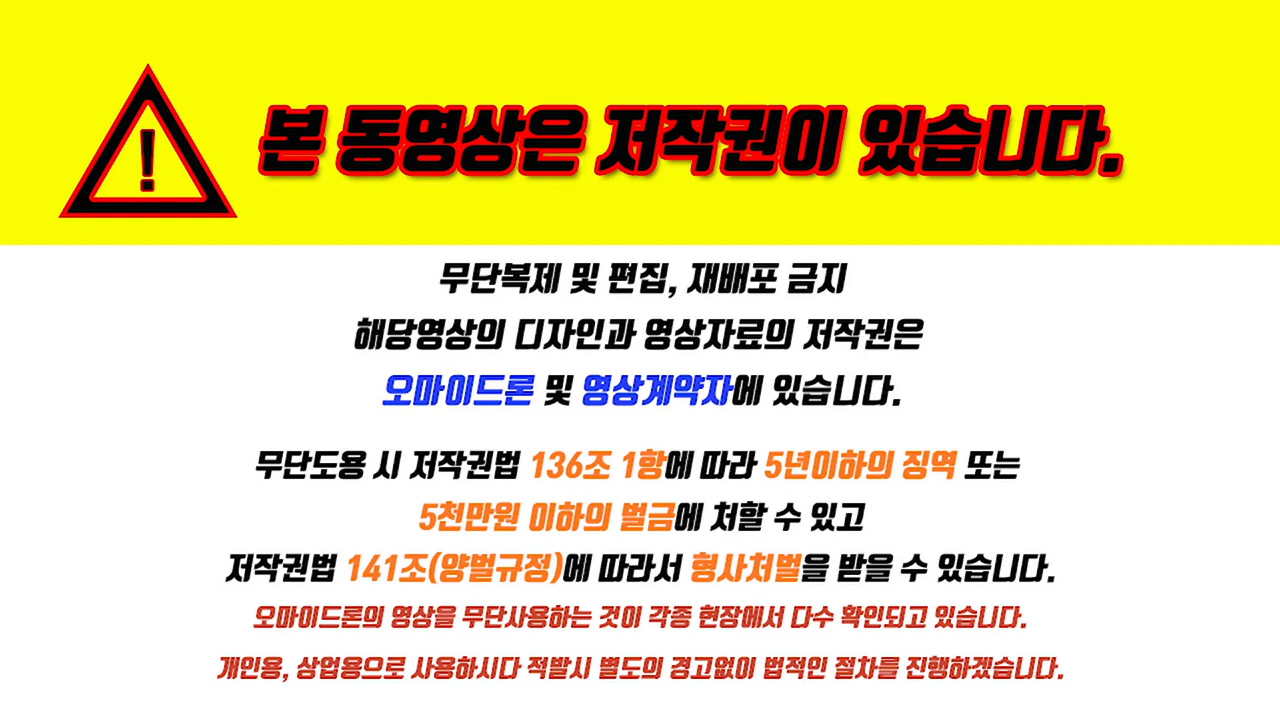 본 동영상은 저작권이 있습니다.
무단복제 및 편집, 재배포 금지
해당영상의 디자인과 영상자료의 저작권은
오마이드론 및 영상계약자에 있습니다.
무단도용 시 저작권법 136조 1항에 따라 5년이하의 징역 또는
5천만원 이하의 벌금에 처할 수 있고
저작권법 141조(양벌규정)에 따라서 형사처벌을 받을 수 있습니다.
오마이드론의 영상을 무단사용하는 것이 각종 현장에서 다수 확인되고 있습니다.
개인용, 상업용으로 사용하시다 적발시 별도의 경고없이 법적인 절차를 진행하겠습니다.